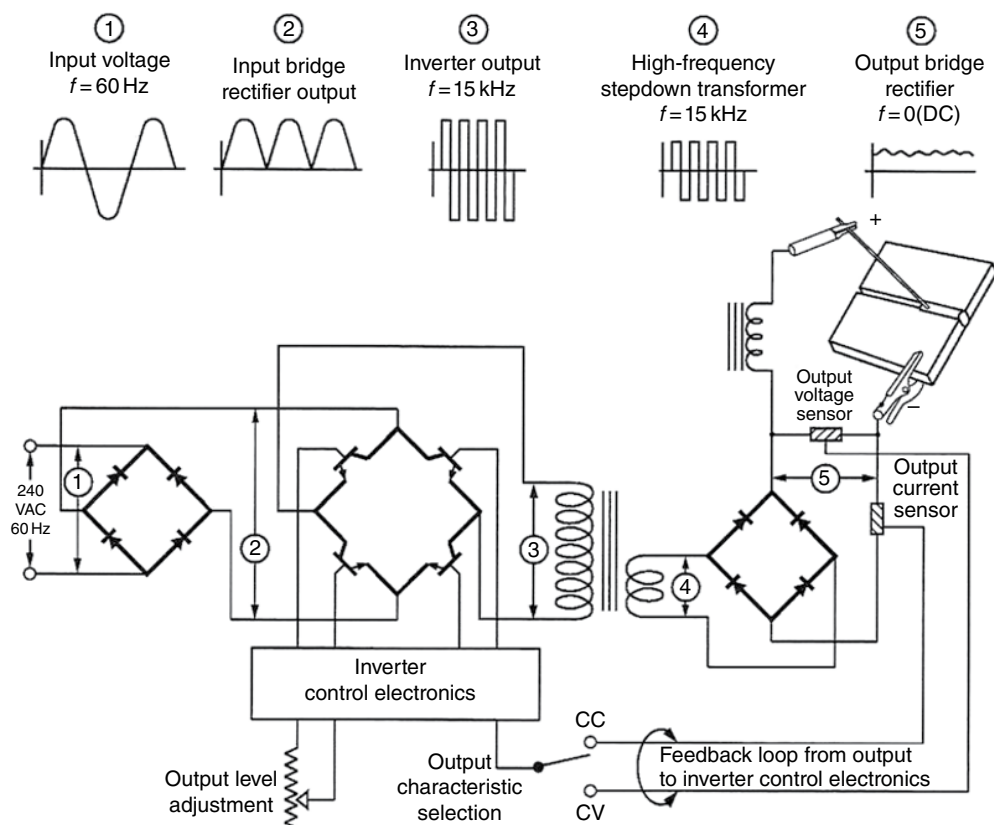 1
Input voltage
f = 60 Hz
2
Input bridge
rectifier output
3
Inverter output
f = 15 kHz
4
High-frequency
stepdown transformer
f = 15 kHz
5
Output bridge
rectifier
f = 0(DC)
+
−
Output
voltage
sensor
Output
current
sensor
240
VAC
60 Hz
1
2
3
4
5
Inverter
control electronics
Output level
adjustment
Output
characteristic
selection
CC
CV
Feedback loop from output
to inverter control electronics